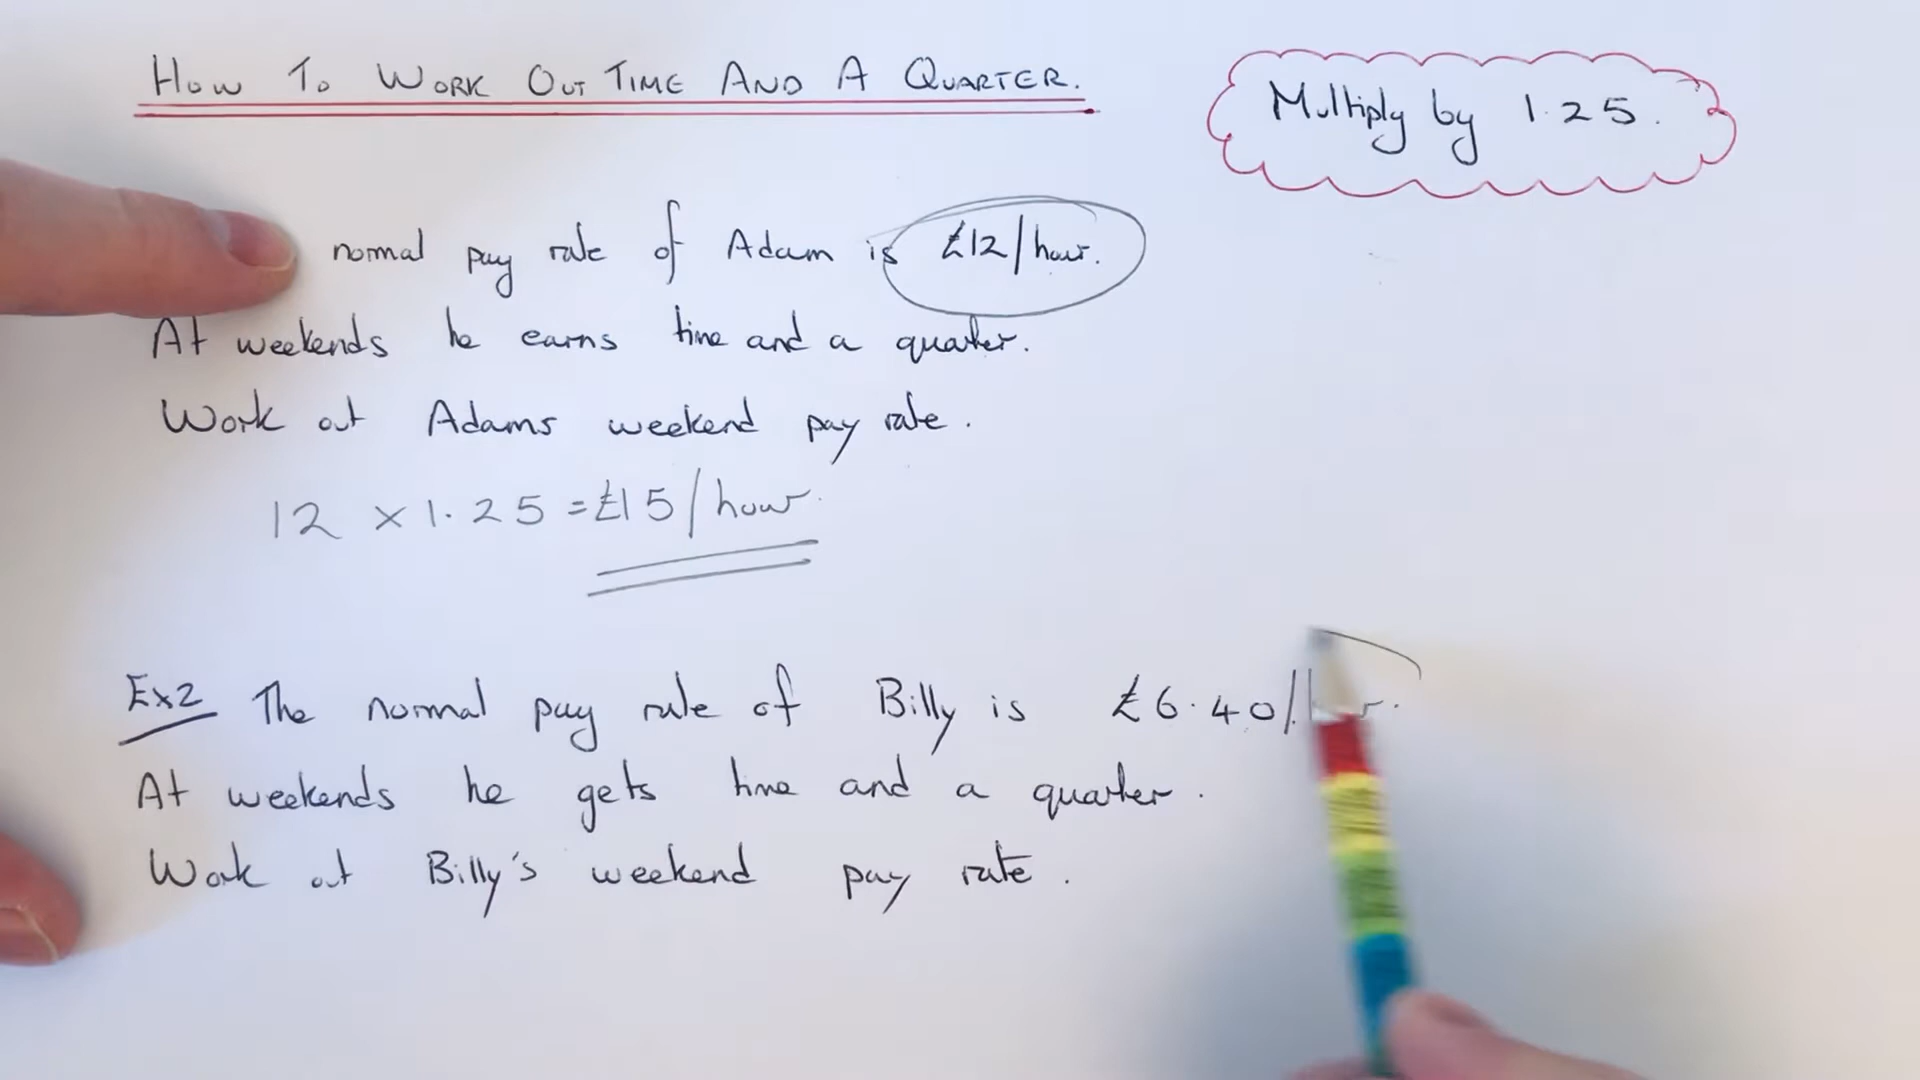 HOW TO WORK OUT TIME AND A QUARTER.
Multiply by 1.25.
normal pay rate of Adam is £12/hour.
At weekends he earns time and a quarter.
Work out Adams weekend pay rate.
12 × 1.25 = £15/hour.
Ex2 The normal pay rate of Billy is £6.40/
At weekends he gets time and a quarter.
Work out Billy's weekend pay rate.